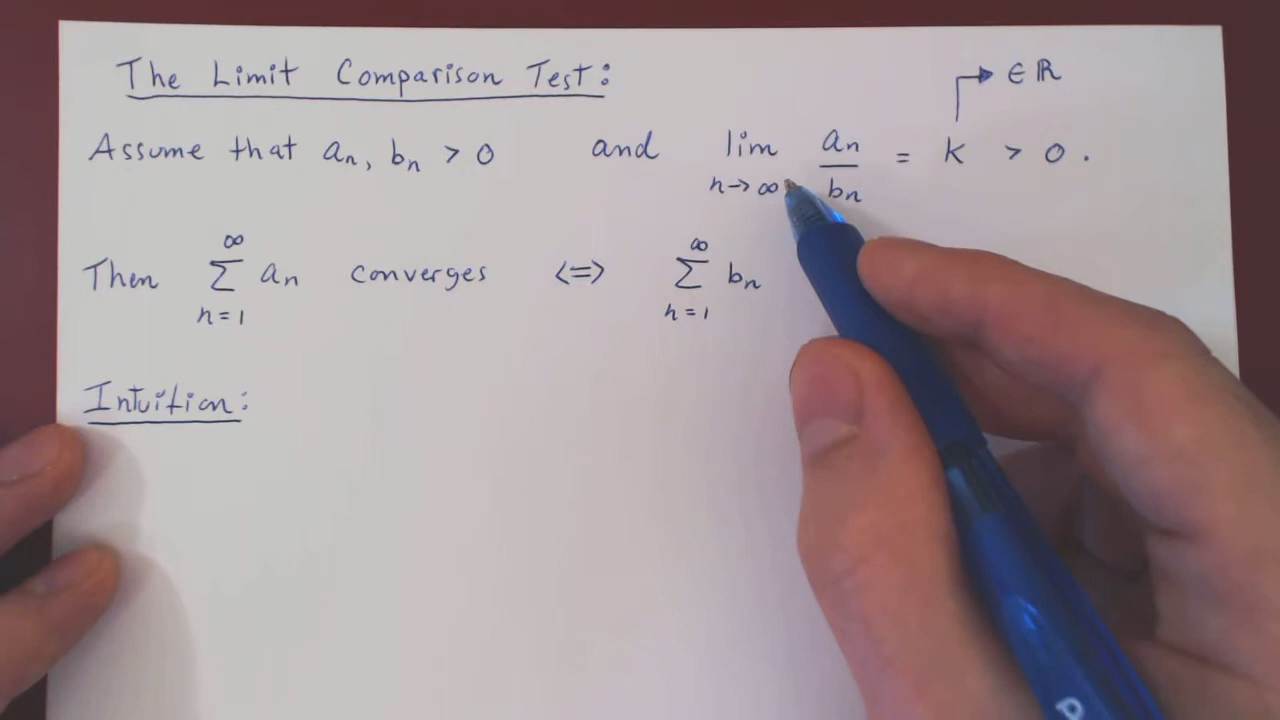 The Limit Comparison Test:
Assume that aₙ, bₙ > 0 and lim n→∞ aₙ/bₙ = K > 0. → ∈ ℝ
Then ∞ Σ n=1 aₙ converges <=> ∞ Σ n=1 bₙ
Intuition: